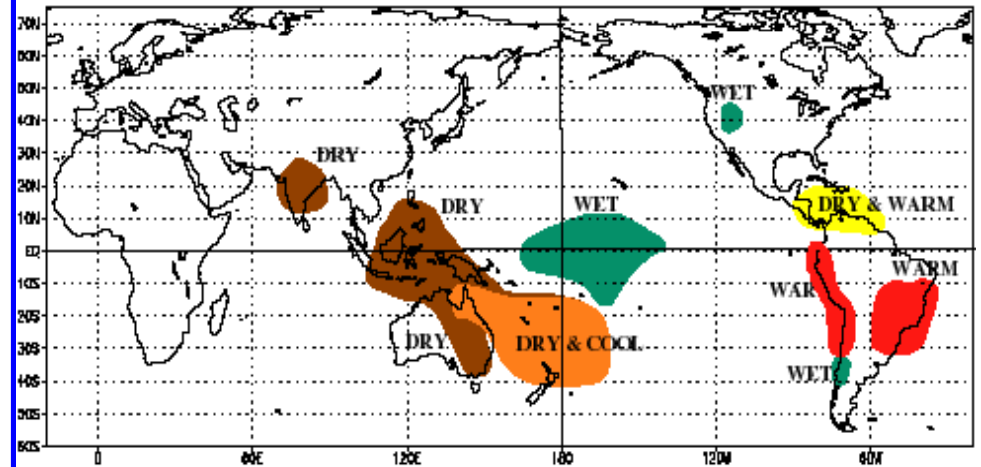 70N
60N
50N
40N
30N
20N
10N
EQ
10S
20S
30S
40S
50S
60S
WET
DRY
DRY
WET
DRY & WARM
WARM
WAR
DRY
DRY & COOL
WET
0
60E
120E
180
120W
60W